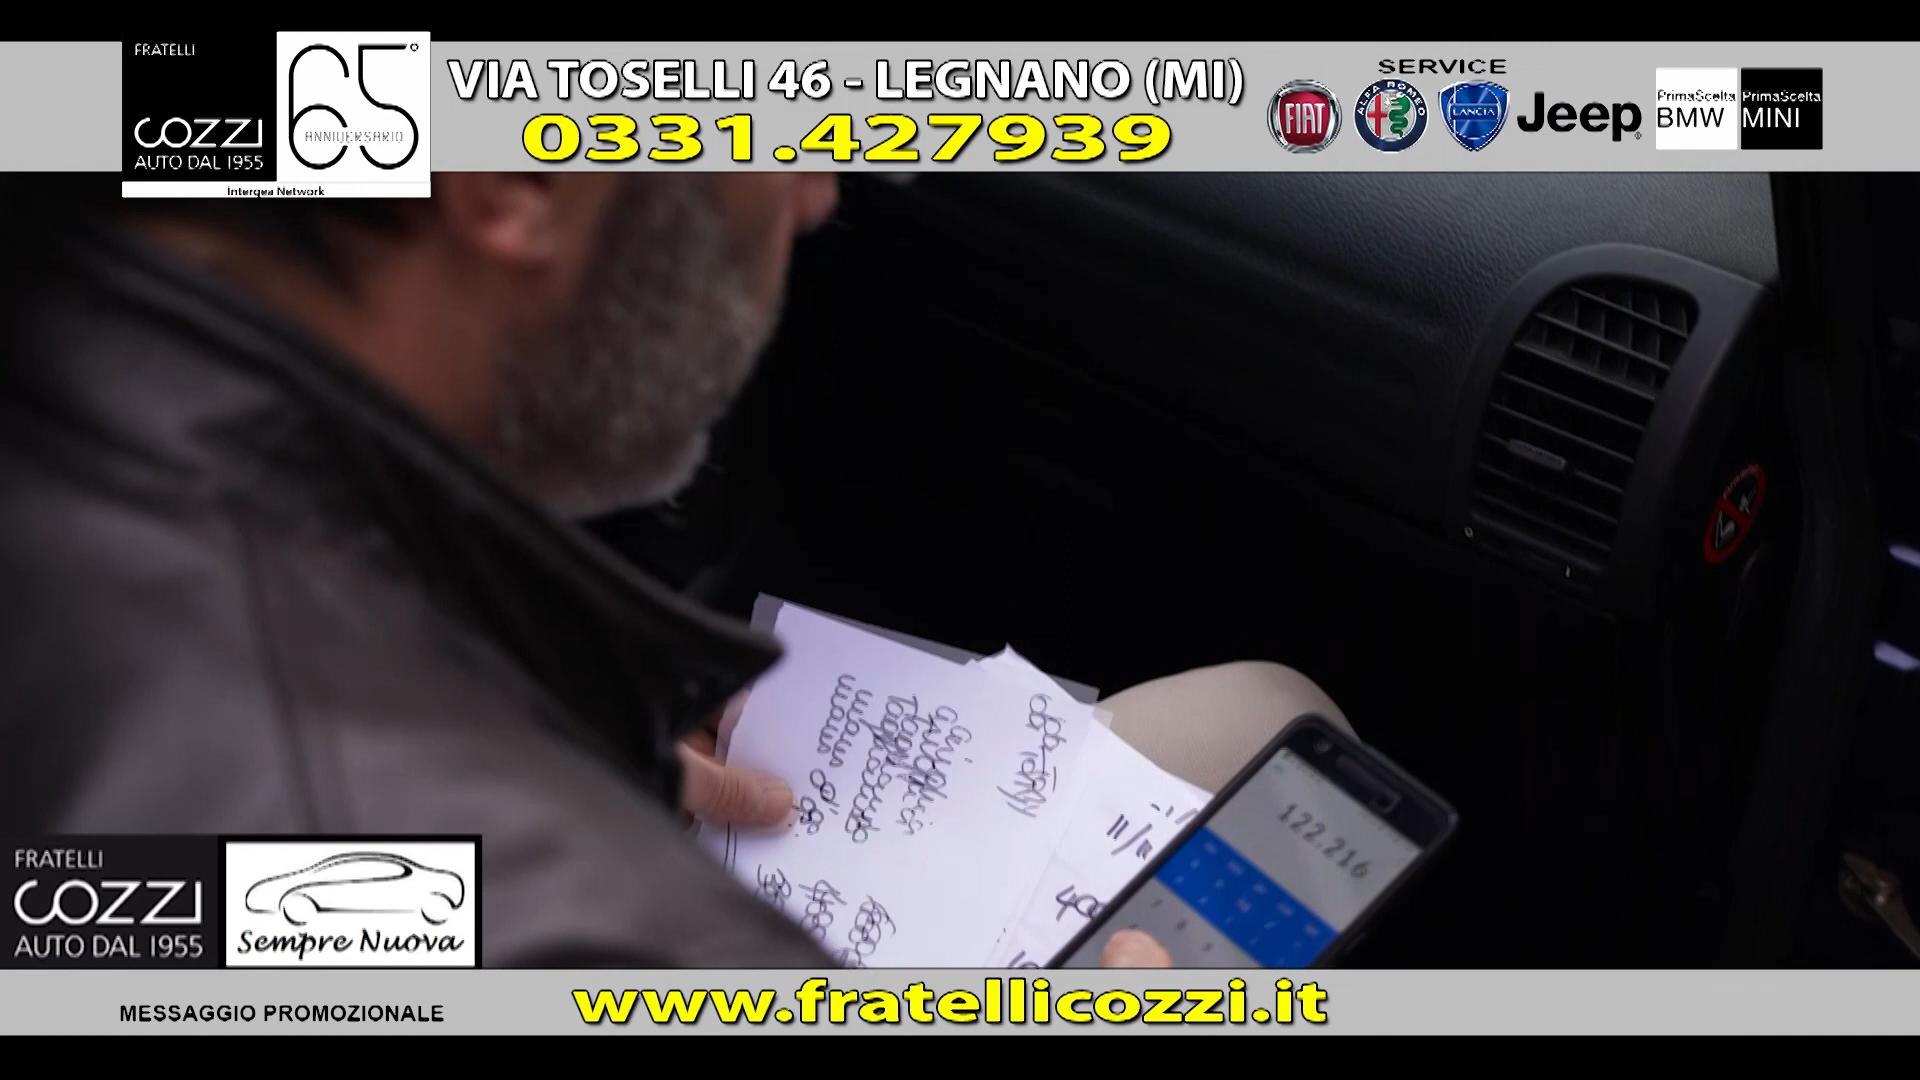 FRATELLI
COZZI
AUTO DAL 1955
65°
ANNIVERSARIO
Intergea Network
VIA TOSELLI 46 - LEGNANO (MI)
0331.427939
SERVICE
FIAT
ALFA ROMEO
LANCIA
Jeep
PrimaScelta
BMW
PrimaScelta
MINI
122.216
FRATELLI
COZZI
AUTO DAL 1955
Sempre Nuova
MESSAGGIO PROMOZIONALE
www.fratellicozzi.it